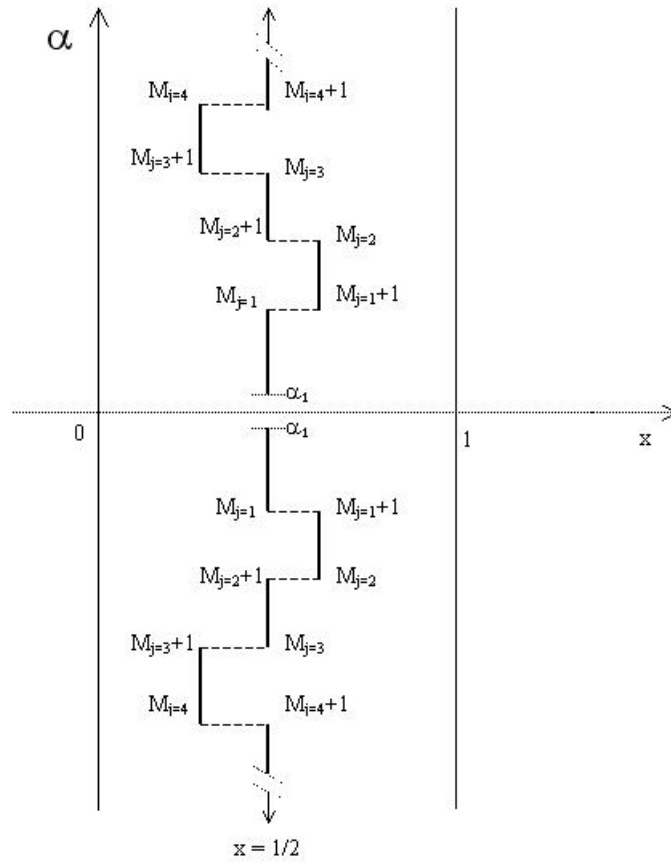 α
M_{j=4} M_{j=4}+1
M_{j=3}+1 M_{j=3}
M_{j=2}+1 M_{j=2}
M_{j=1} M_{j=1}+1
α₁
α₁
0 1 x
M_{j=1} M_{j=1}+1
M_{j=2}+1 M_{j=2}
M_{j=3}+1 M_{j=3}
M_{j=4} M_{j=4}+1
x = 1/2